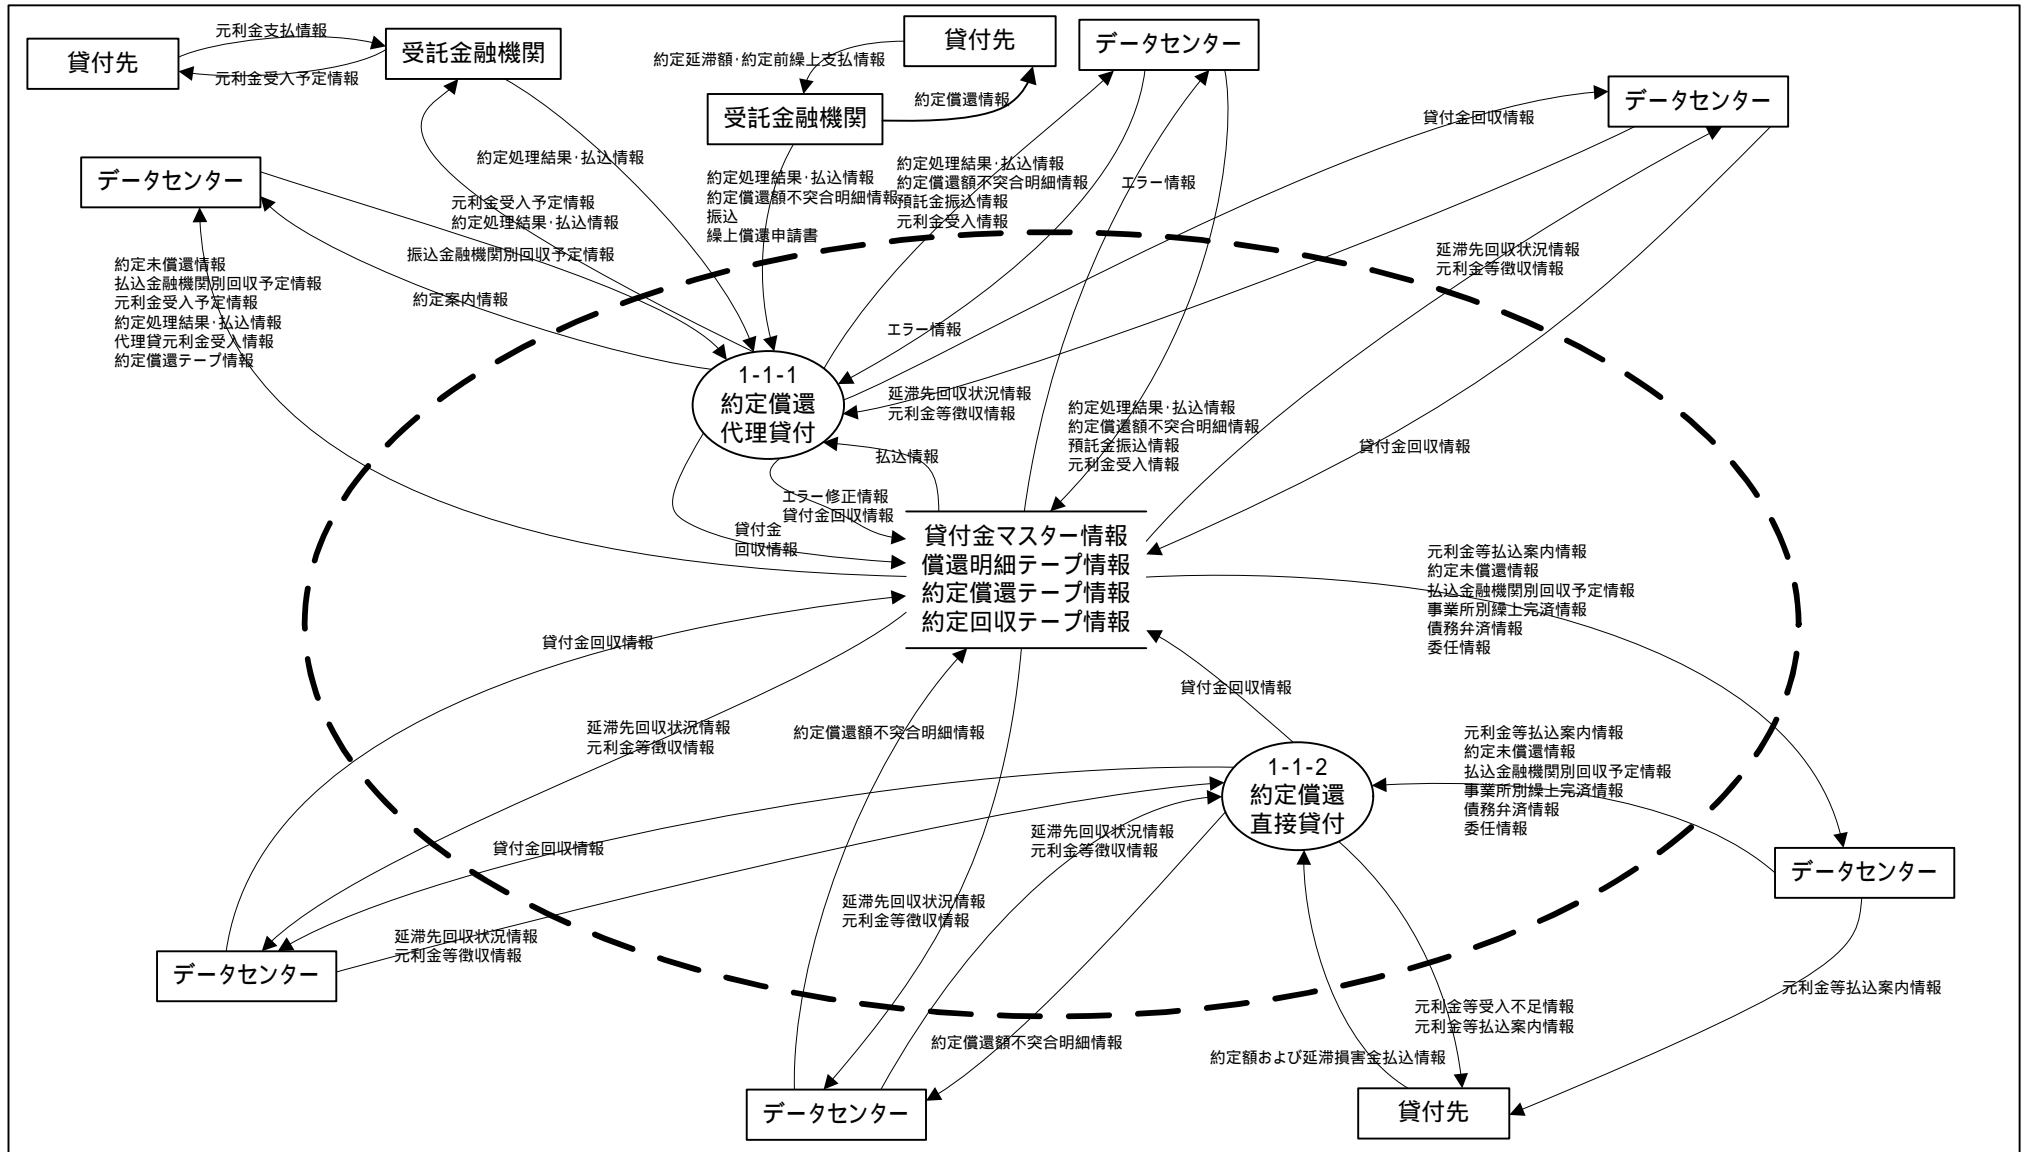 元利金支払情報
貸付先
受託金融機関
元利金受入予定情報
貸付先
約定延滞額・約定前繰上支払情報
受託金融機関
約定償還情報
データセンター
データセンター
貸付金回収情報
データセンター
約定処理結果・払込情報
元利金受入予定情報
約定処理結果・払込情報
振込金融機関別回収予定情報
約定案内情報
約定処理結果・払込情報
約定償還額不突合明細情報
振込
繰上償還申請書
約定処理結果・払込情報
約定償還額不突合明細情報
預託金振込情報
元利金受入情報
エラー情報
延滞先回収状況情報
元利金等徴収情報
約定未償還情報
払込金融機関別回収予定情報
元利金受入予定情報
約定処理結果・払込情報
代理貸元利金受入情報
約定償還テープ情報
エラー情報
1-1-1
約定償還
代理貸付
延滞先回収状況情報
元利金等徴収情報
約定処理結果・払込情報
約定償還額不突合明細情報
預託金振込情報
元利金受入情報
貸付金回収情報
払込情報
エラー修正情報
貸付金回収情報
貸付金
回収情報
貸付金マスター情報
償還明細テープ情報
約定償還テープ情報
約定回収テープ情報
元利金等払込案内情報
約定未償還情報
払込金融機関別回収予定情報
事業所別繰上完済情報
債務弁済情報
委任情報
貸付金回収情報
貸付金回収情報
延滞先回収状況情報
元利金等徴収情報
約定償還額不突合明細情報
1-1-2
約定償還
直接貸付
元利金等払込案内情報
約定未償還情報
払込金融機関別回収予定情報
事業所別繰上完済情報
債務弁済情報
委任情報
貸付金回収情報
延滞先回収状況情報
元利金等徴収情報
データセンター
延滞先回収状況情報
元利金等徴収情報
延滞先回収状況情報
元利金等徴収情報
データセンター
元利金等払込案内情報
元利金等受入不足情報
元利金等払込案内情報
約定償還額不突合明細情報
約定額および延滞損害金払込情報
データセンター
貸付先